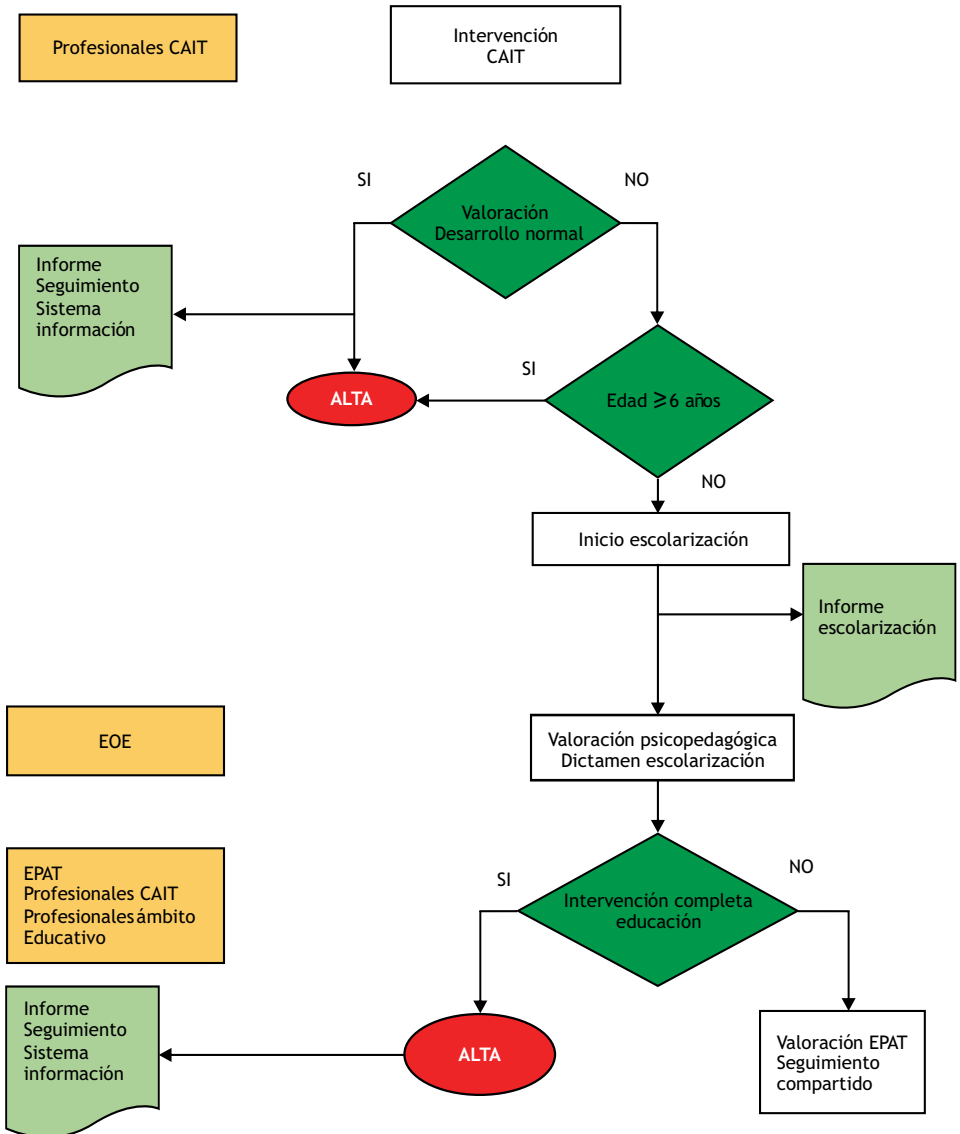 Profesionales CAIT
Intervención
CAIT
SI
NO
Valoración
Desarrollo normal
Informe
Seguimiento
Sistema
información
SI
ALTA
Edad ⩾6 años
NO
Inicio escolarización
Informe
escolarización
EOE
Valoración psicopedagógica
Dictamen escolarización
EPAT
Profesionales CAIT
Profesionales ámbito
Educativo
SI
NO
Intervención completa
educación
Informe
Seguimiento
Sistema
información
ALTA
Valoración EPAT
Seguimiento
compartido